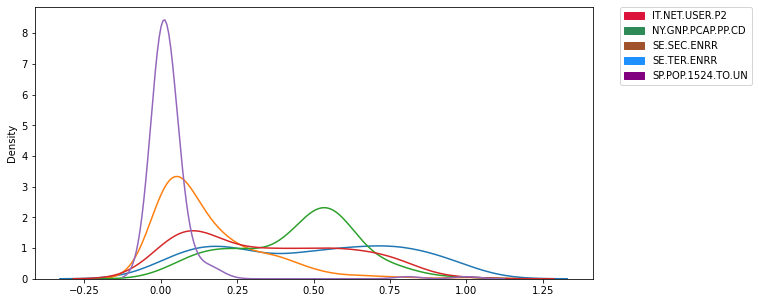 Density
8
7
6
5
4
3
2
1
0
-0.25 0.00 0.25 0.50 0.75 1.00 1.25
IT.NET.USER.P2
NY.GNP.PCAP.PP.CD
SE.SEC.ENRR
SE.TER.ENRR
SP.POP.1524.TO.UN